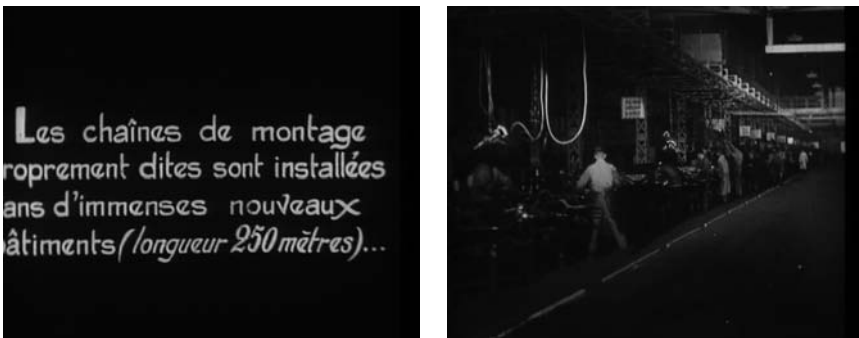 Les chaînes de montage
roprement dites sont installées
ans d'immenses nouveaux
âtiments (longueur 250 mètres)...